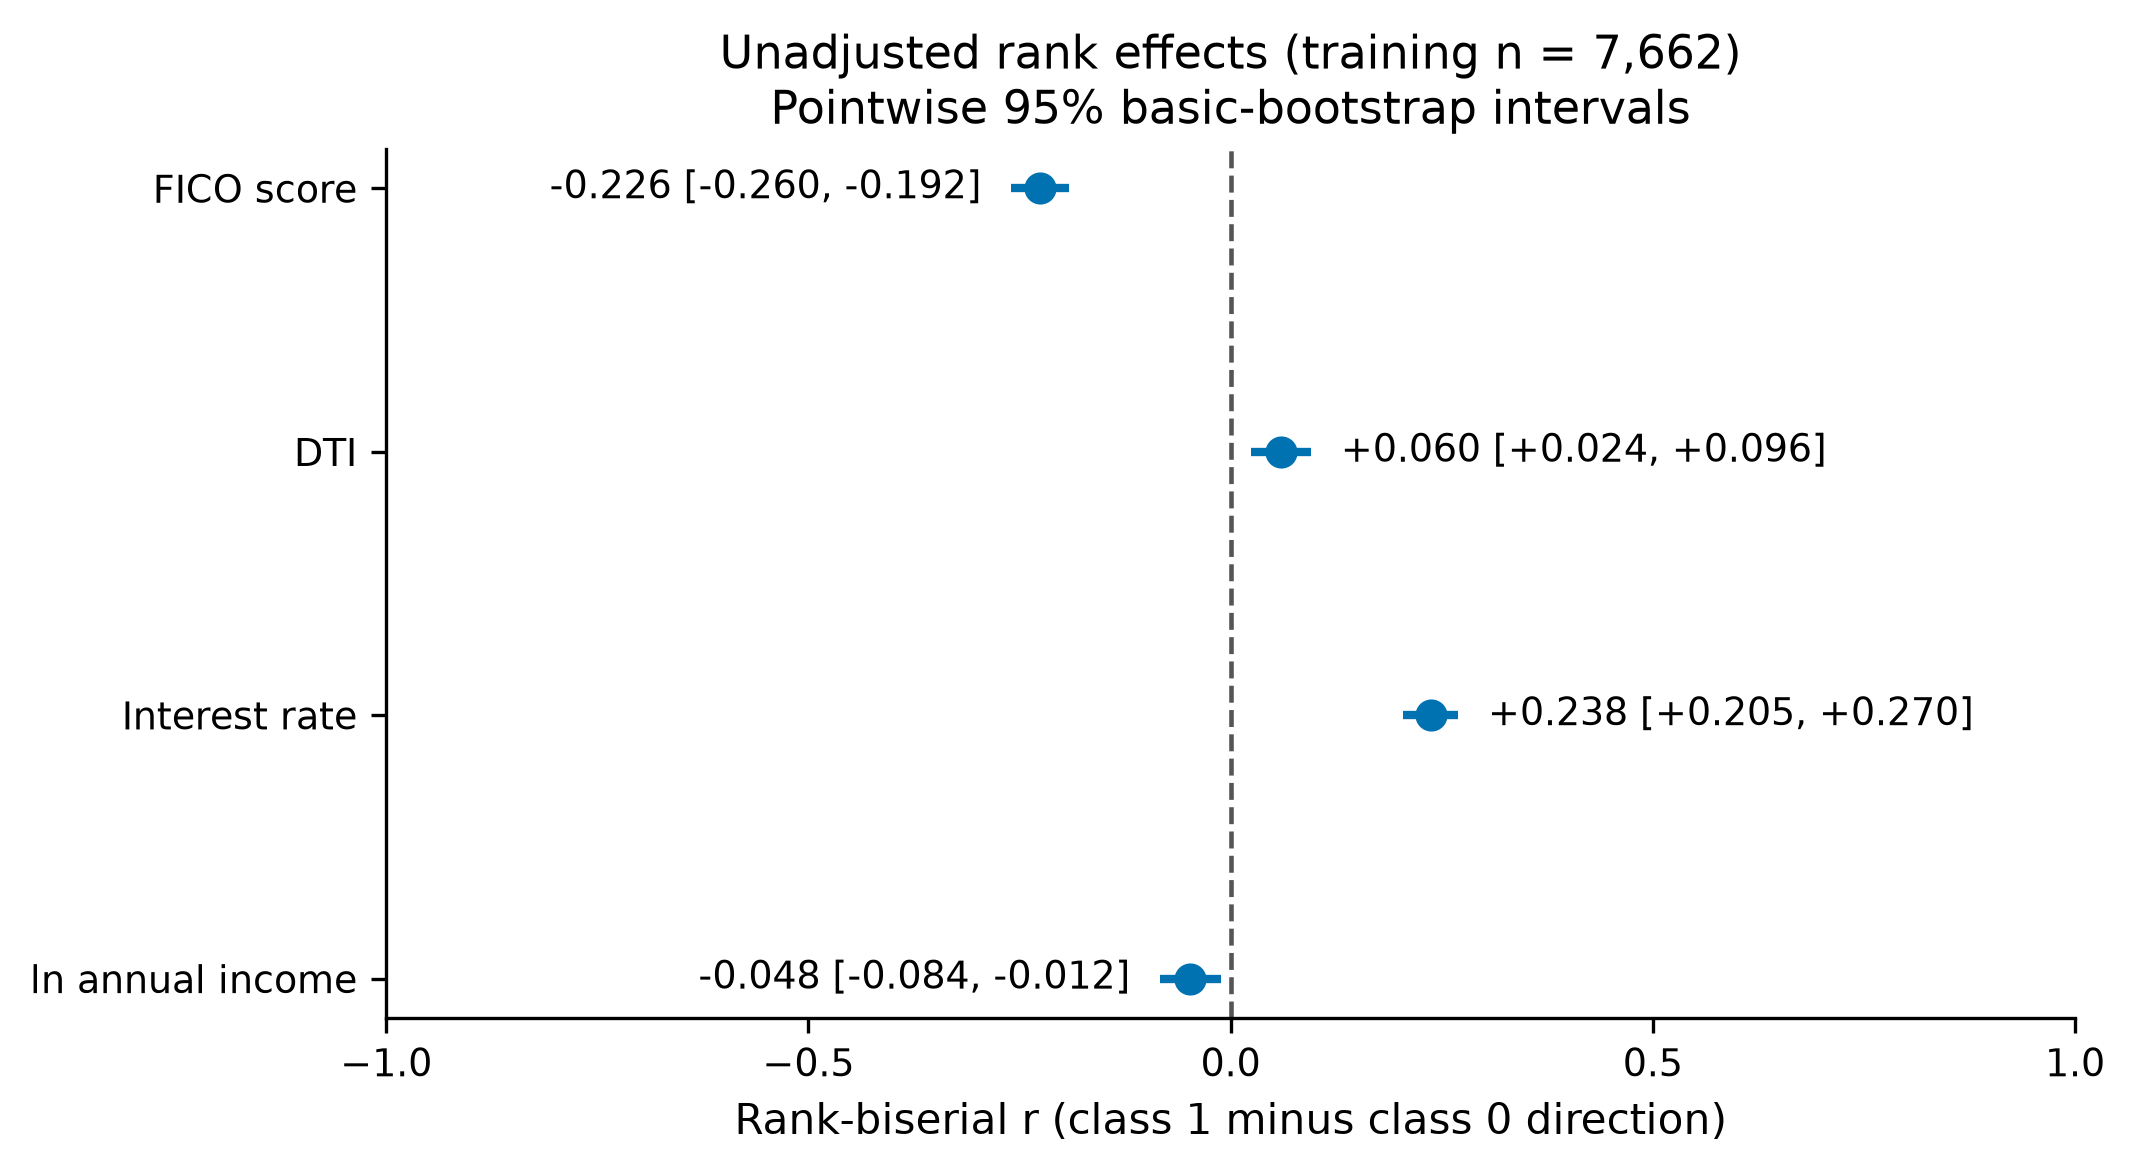 Unadjusted rank effects (training n = 7,662)
Pointwise 95% basic-bootstrap intervals
FICO score
-0.226 [-0.260, -0.192]
DTI
+0.060 [+0.024, +0.096]
Interest rate
+0.238 [+0.205, +0.270]
ln annual income
-0.048 [-0.084, -0.012]
−1.0
−0.5
0.0
0.5
1.0
Rank-biserial r (class 1 minus class 0 direction)